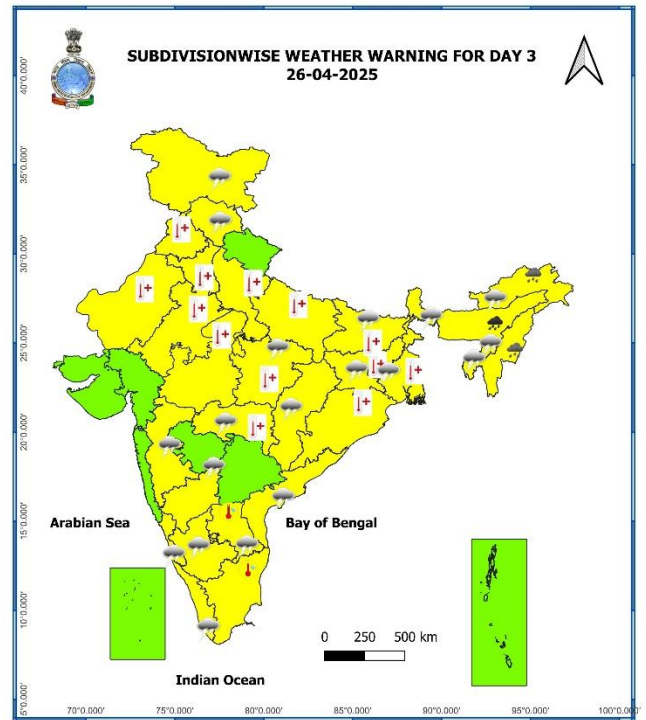 SUBDIVISIONWISE WEATHER WARNING FOR DAY 3
26-04-2025
40°0.000'
35°0.000'
30°0.000'
25°0.000'
20°0.000'
15°0.000'
10°0.000'
5°0.000'
Arabian Sea
Bay of Bengal
0 250 500 km
Indian Ocean
70°0.000' 75°0.000' 80°0.000' 85°0.000' 90°0.000' 95°0.000' 100°0.000'